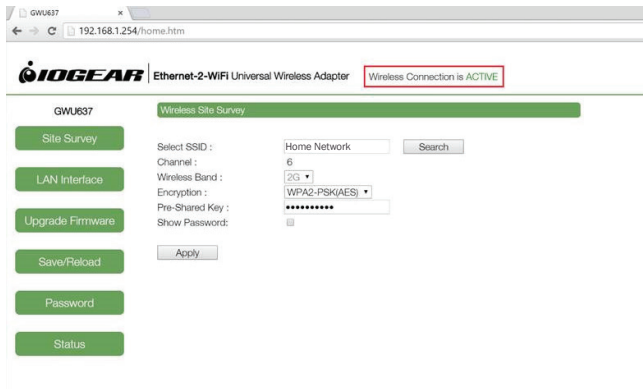 GWU637
192.168.1.254/home.htm
IOGEAR Ethernet-2-WiFi Universal Wireless Adapter Wireless Connection is ACTIVE
GWU637
Wireless Site Survey
Site Survey
Select SSID : Home Network Search
Channel : 6
Wireless Band : 2G
LAN Interface
Encryption : WPA2-PSK(AES)
Pre-Shared Key : ••••••••••
Upgrade Firmware
Show Password:
Apply
Save/Reload
Password
Status